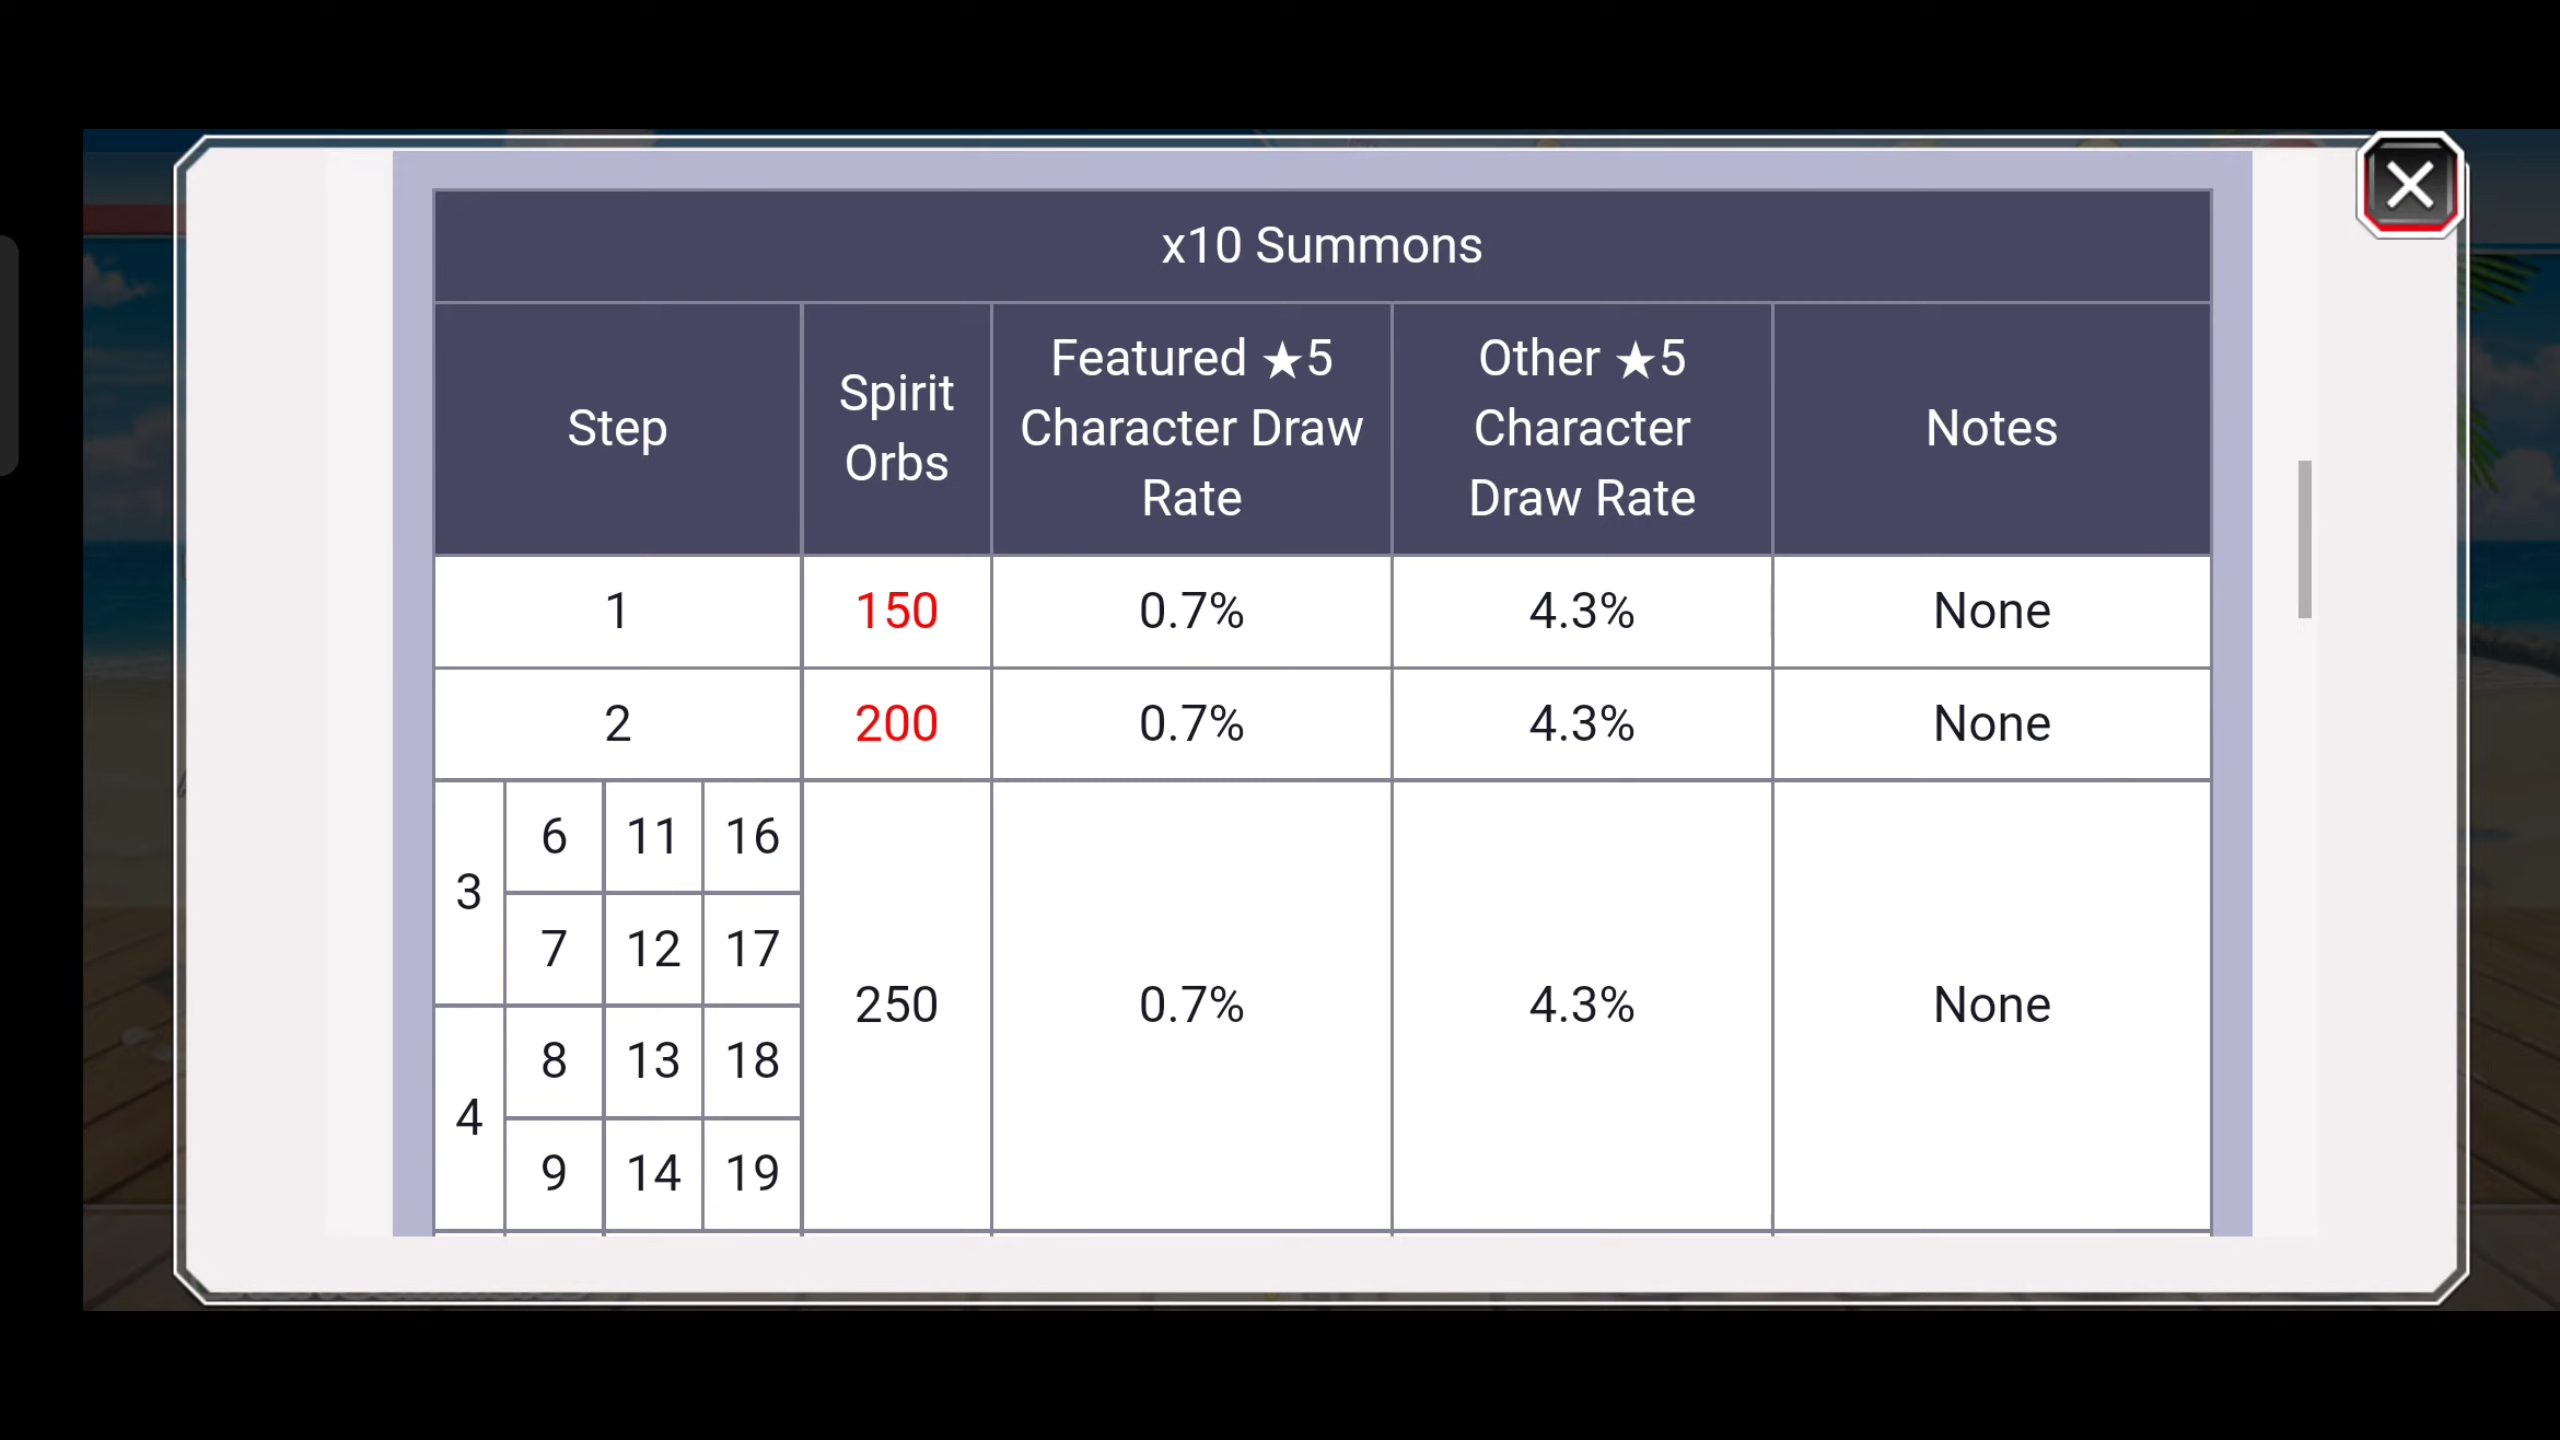 x10 Summons
Step
Spirit
Orbs
Featured ★5
Character Draw
Rate
Other ★5
Character
Draw Rate
Notes
1 150 0.7% 4.3% None
2 200 0.7% 4.3% None
3
6 11 16
7 12 17
4
8 13 18
9 14 19
250 0.7% 4.3% None